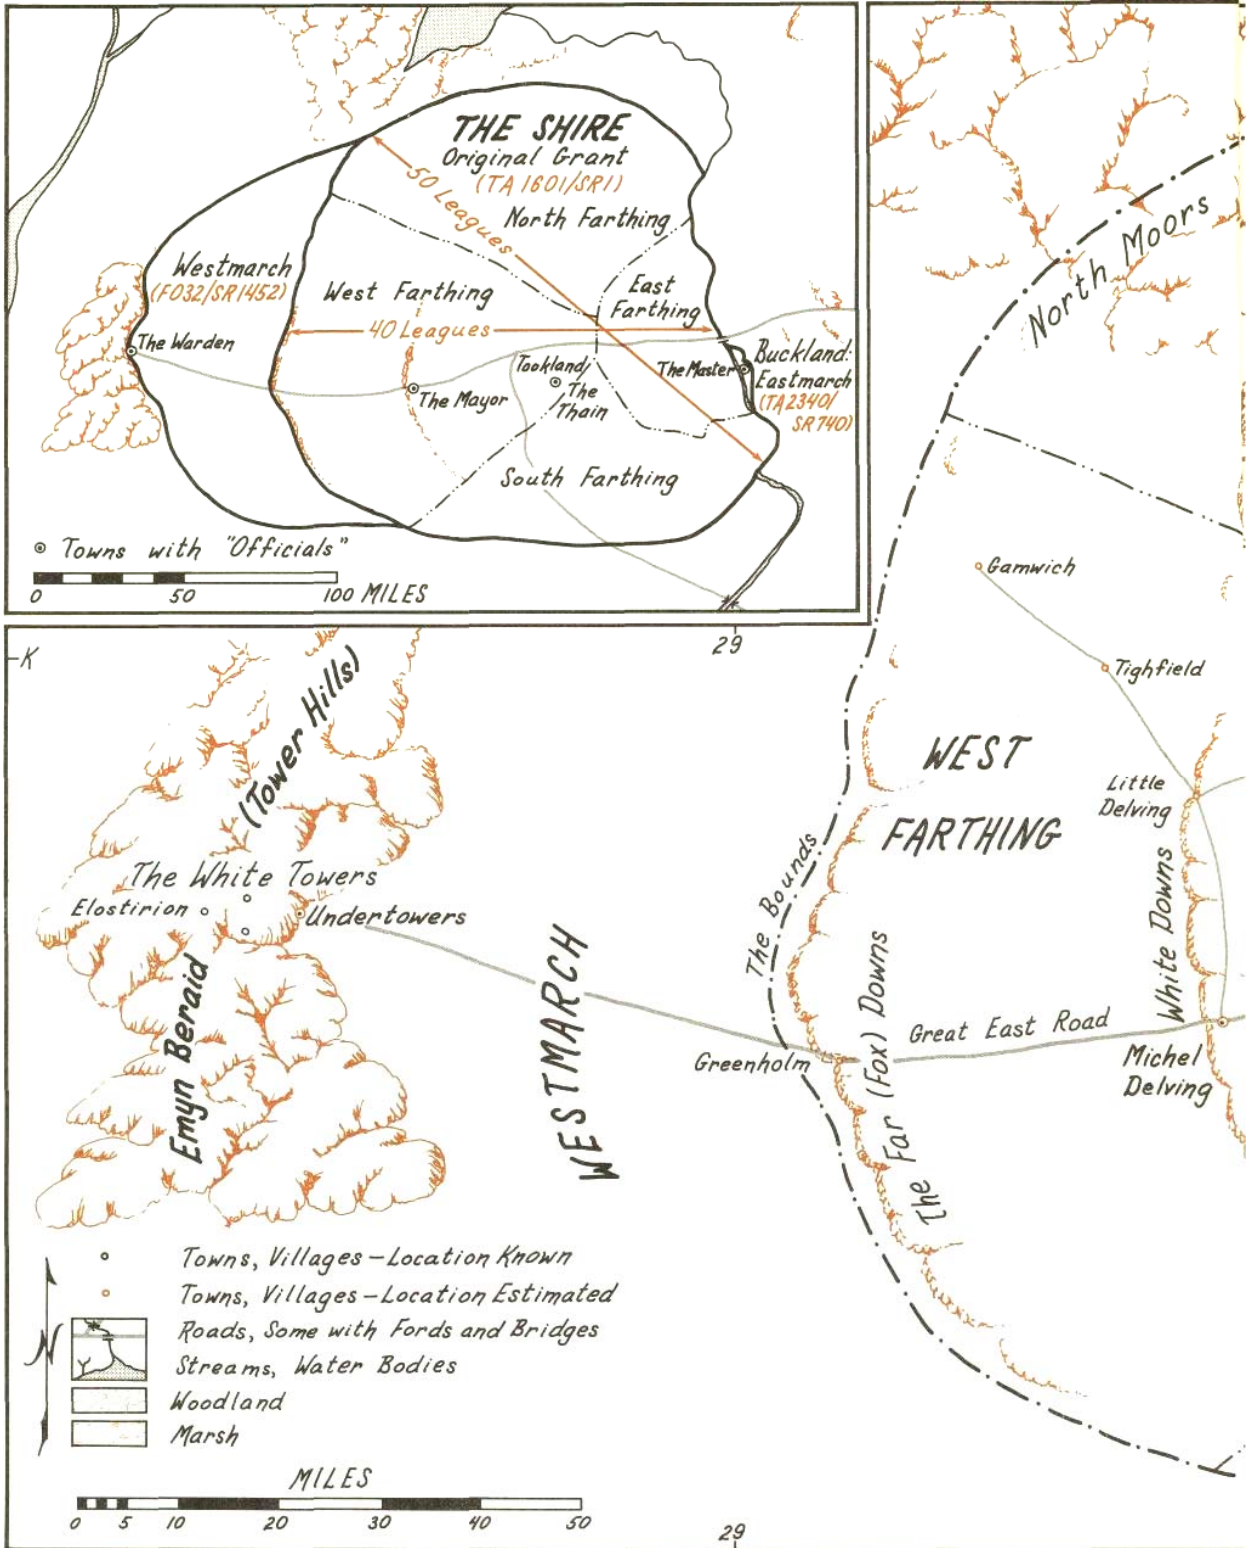 THE SHIRE
Original Grant
(TA 1601/SR1)
50 Leagues
North Farthing
Westmarch
(FO32/SR1452)
West Farthing
East
Farthing
40 Leagues
The Warden
The Mayor
Tookland/
The
Thain
The Master
Buckland:
Eastmarch
(TA2340/
SR740)
South Farthing
Towns with "Officials"
0 50 100 MILES
North Moors
Gamwich
Tighfield
WEST
FARTHING
Little
Delving
White Downs
The Bounds
The Far (Fox) Downs
Great East Road
Greenholm
Michel
Delving
29
K
(Tower Hills)
The White Towers
Elostirion
Undertowers
Emyn Beraid
WESTMARCH
N
Towns, Villages – Location Known
Towns, Villages – Location Estimated
Roads, Some with Fords and Bridges
Streams, Water Bodies
Woodland
Marsh
MILES
0 5 10 20 30 40 50
29